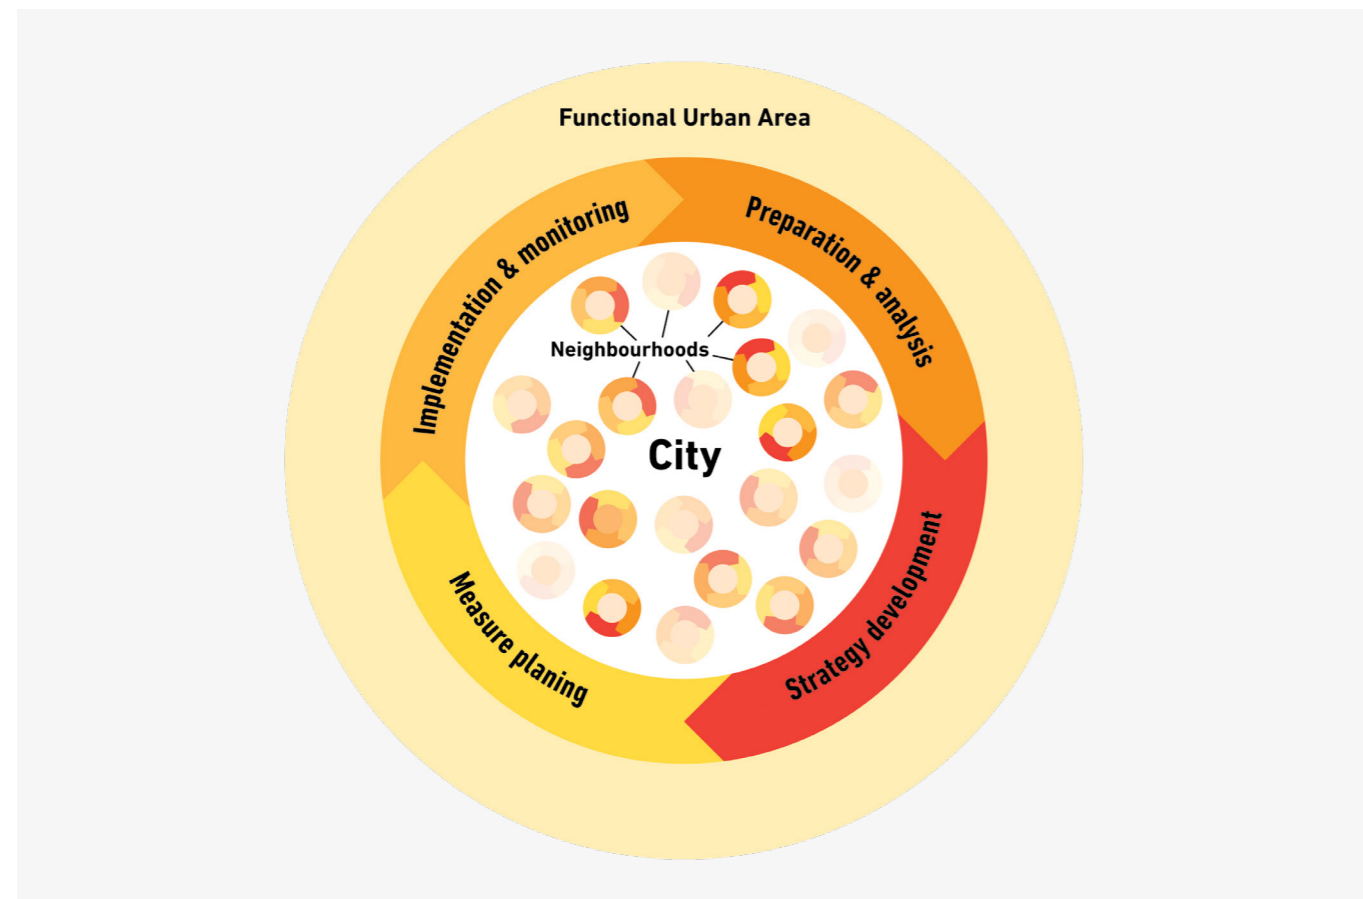 Functional Urban Area
Implementation & monitoring
Preparation & analysis
Neighbourhoods
City
Measure planing
Strategy development